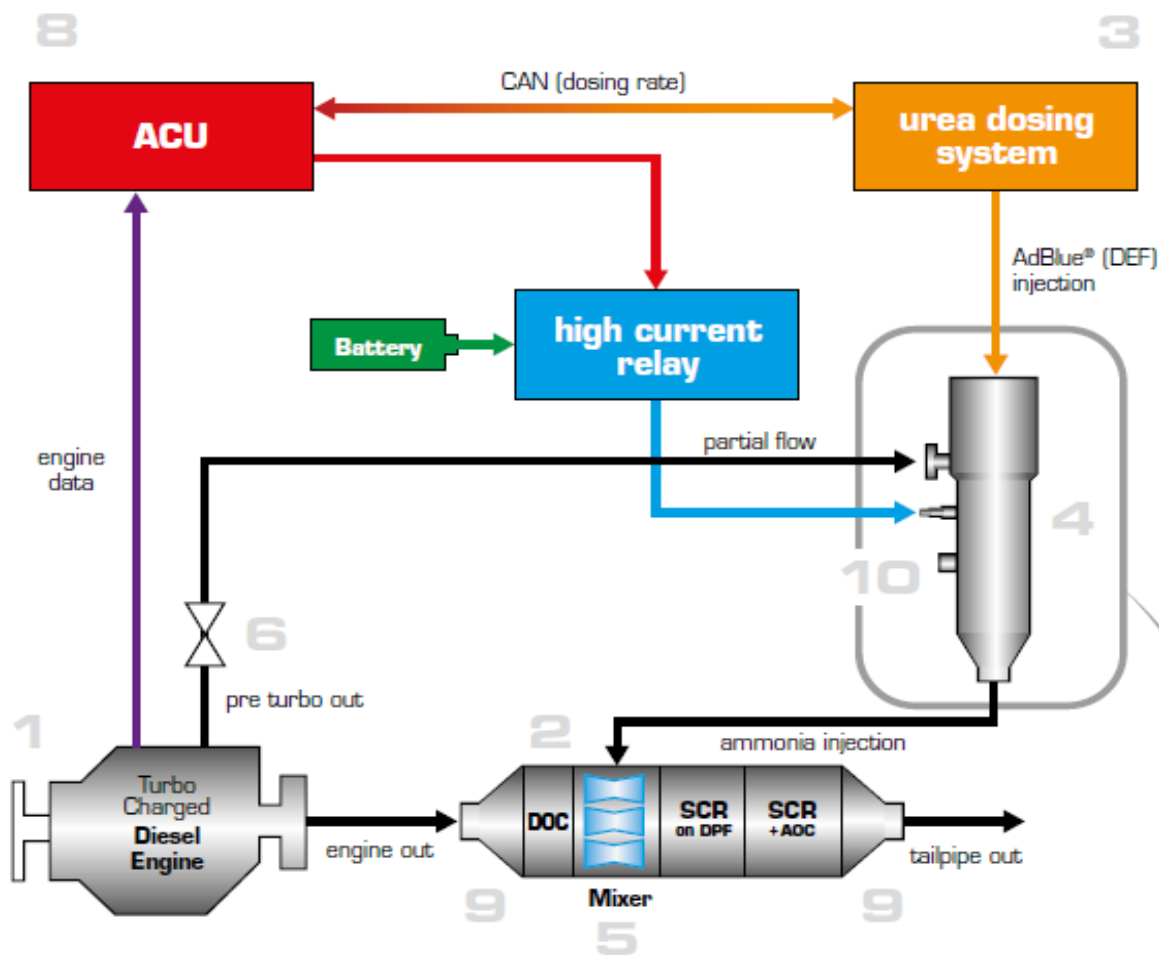 8
3
CAN (dosing rate)
ACU
urea dosing
system
AdBlue® (DEF)
injection
Battery
high current
relay
engine
data
partial flow
4
10
6
pre turbo out
1
2
ammonia injection
Turbo
Charged
Diesel
Engine
engine out
DOC
SCR
on DPF
SCR
+ AOC
tailpipe out
9
Mixer
9
5